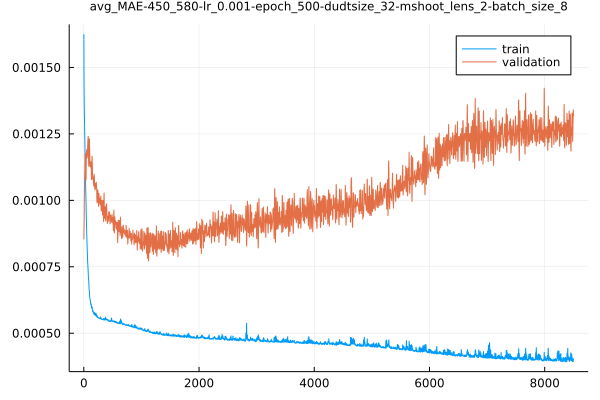 avg_MAE-450_580-lr_0.001-epoch_500-dudtsize_32-mshoot_lens_2-batch_size_8
train
validation
0.00150
0.00125
0.00100
0.00075
0.00050
0 2000 4000 6000 8000